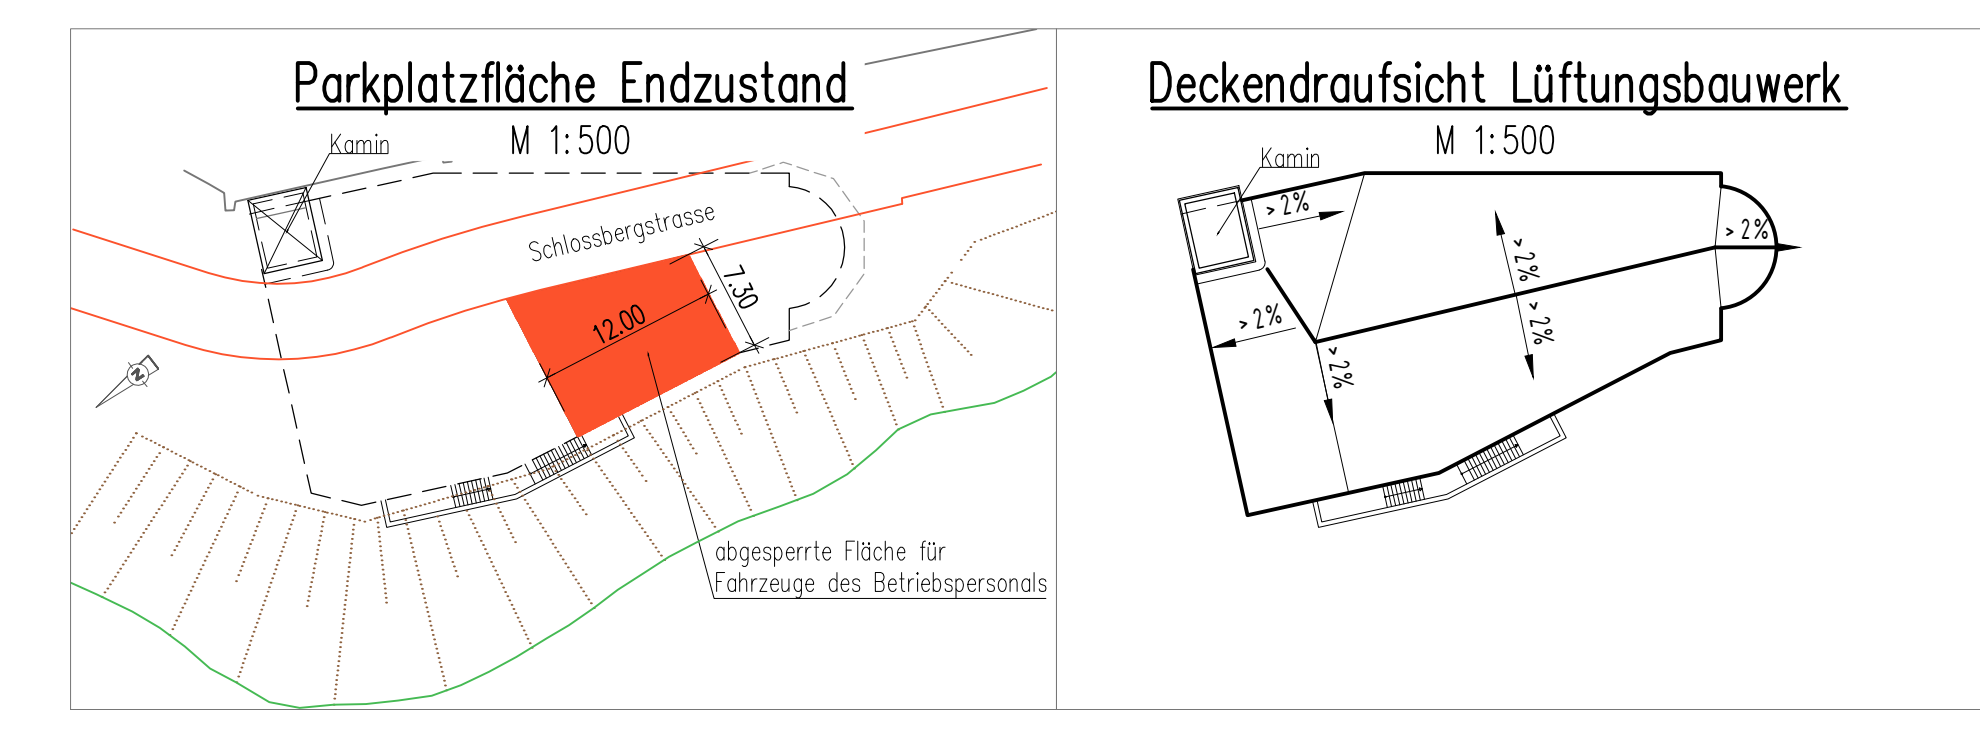 Parkplatzfläche Endzustand
M 1:500
Kamin
Schlossbergstrasse
7.30
12.00
N
abgesperrte Fläche für
Fahrzeuge des Betriebspersonals
Deckendraufsicht Lüftungsbauwerk
M 1:500
Kamin
> 2%
> 2%
> 2%
> 2%
> 2%
> 2%